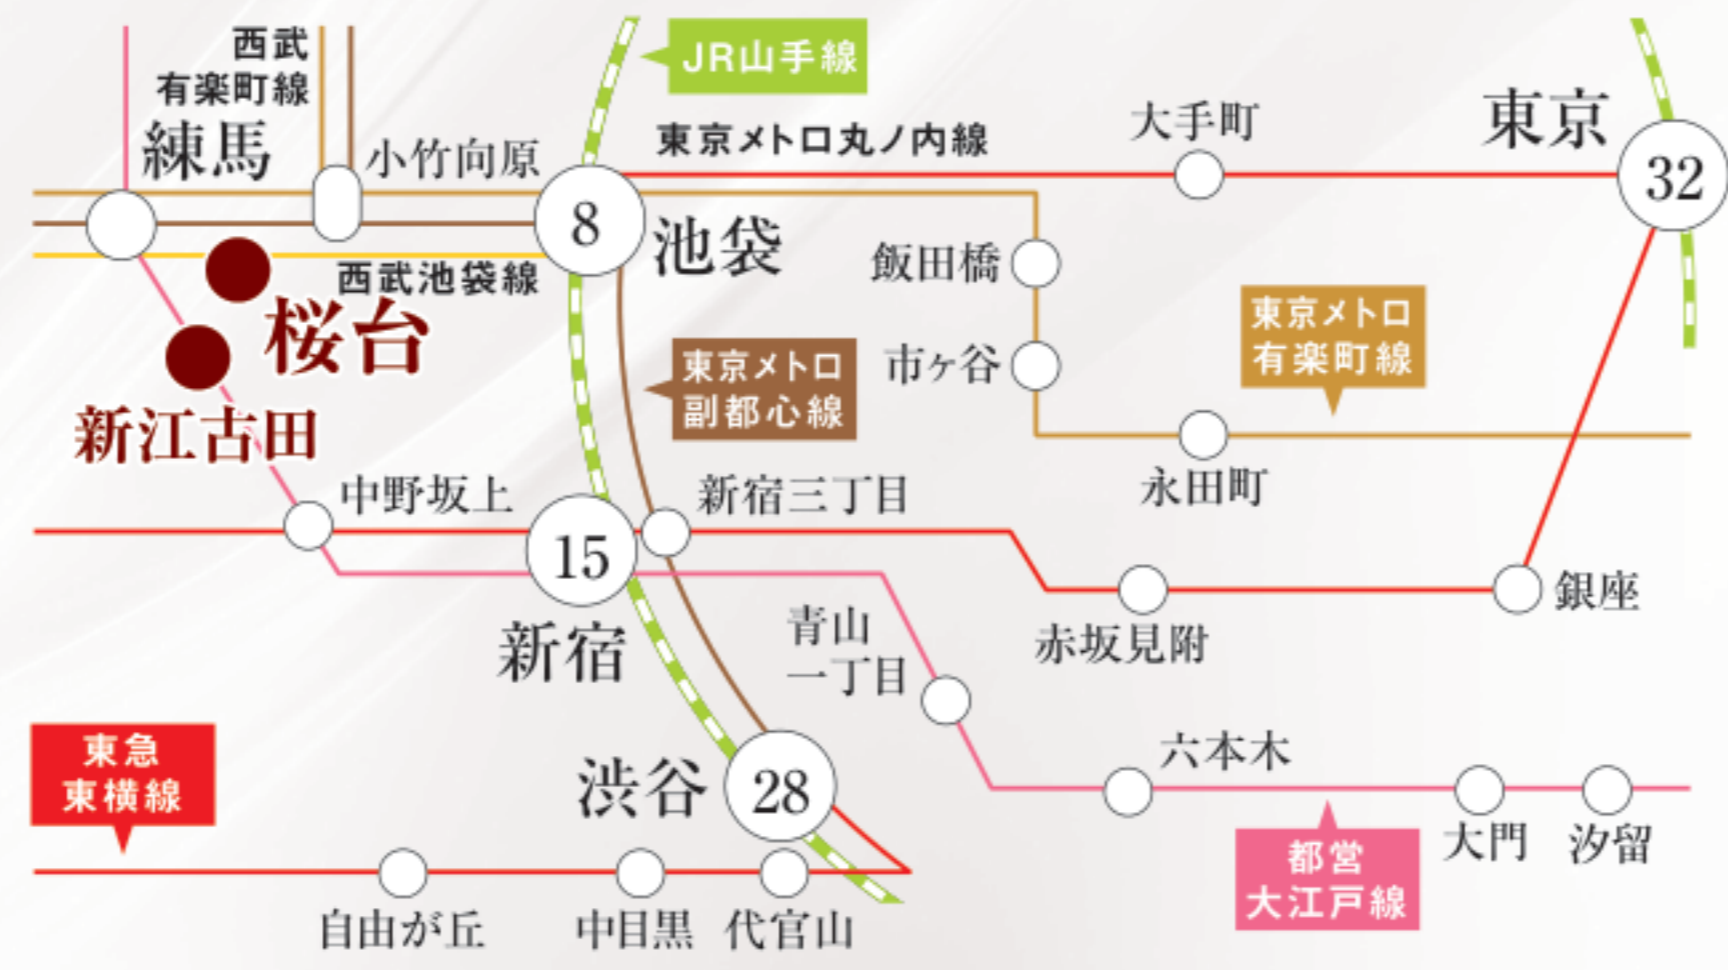 西武
有楽町線
練馬
小竹向原
JR山手線
東京メトロ丸ノ内線
大手町
東京
32
8
池袋
西武池袋線
桜台
新江古田
飯田橋
市ヶ谷
東京メトロ
有楽町線
東京メトロ
副都心線
永田町
中野坂上
15
新宿
新宿三丁目
赤坂見附
銀座
青山
一丁目
六本木
大門
汐留
都営
大江戸線
渋谷
28
東急
東横線
自由が丘
中目黒
代官山